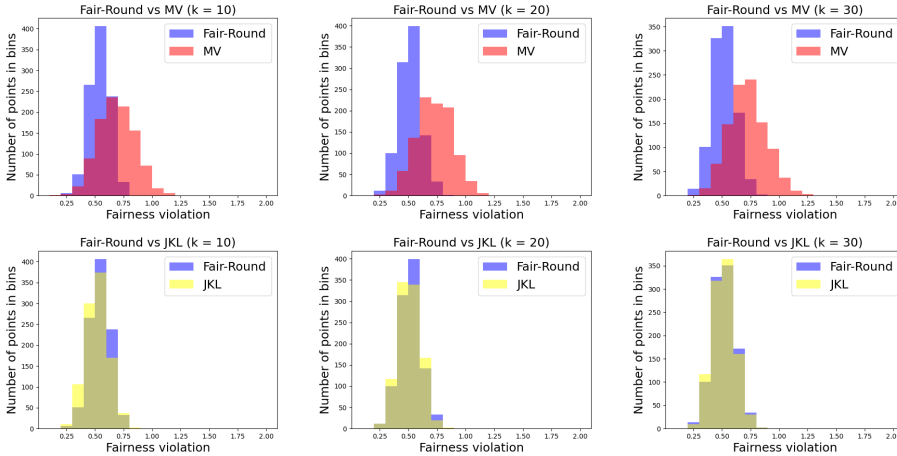 Fair-Round vs MV (k = 10)
Number of points in bins
400
350
300
250
200
150
100
50
0
Fair-Round
MV
0.25 0.50 0.75 1.00 1.25 1.50 1.75 2.00
Fairness violation
Fair-Round vs MV (k = 20)
Number of points in bins
400
350
300
250
200
150
100
50
0
Fair-Round
MV
0.25 0.50 0.75 1.00 1.25 1.50 1.75 2.00
Fairness violation
Fair-Round vs MV (k = 30)
Number of points in bins
350
300
250
200
150
100
50
0
Fair-Round
MV
0.25 0.50 0.75 1.00 1.25 1.50 1.75 2.00
Fairness violation
Fair-Round vs JKL (k = 10)
Number of points in bins
400
350
300
250
200
150
100
50
0
Fair-Round
JKL
0.25 0.50 0.75 1.00 1.25 1.50 1.75 2.00
Fairness violation
Fair-Round vs JKL (k = 20)
Number of points in bins
400
350
300
250
200
150
100
50
0
Fair-Round
JKL
0.25 0.50 0.75 1.00 1.25 1.50 1.75 2.00
Fairness violation
Fair-Round vs JKL (k = 30)
Number of points in bins
350
300
250
200
150
100
50
0
Fair-Round
JKL
0.25 0.50 0.75 1.00 1.25 1.50 1.75 2.00
Fairness violation